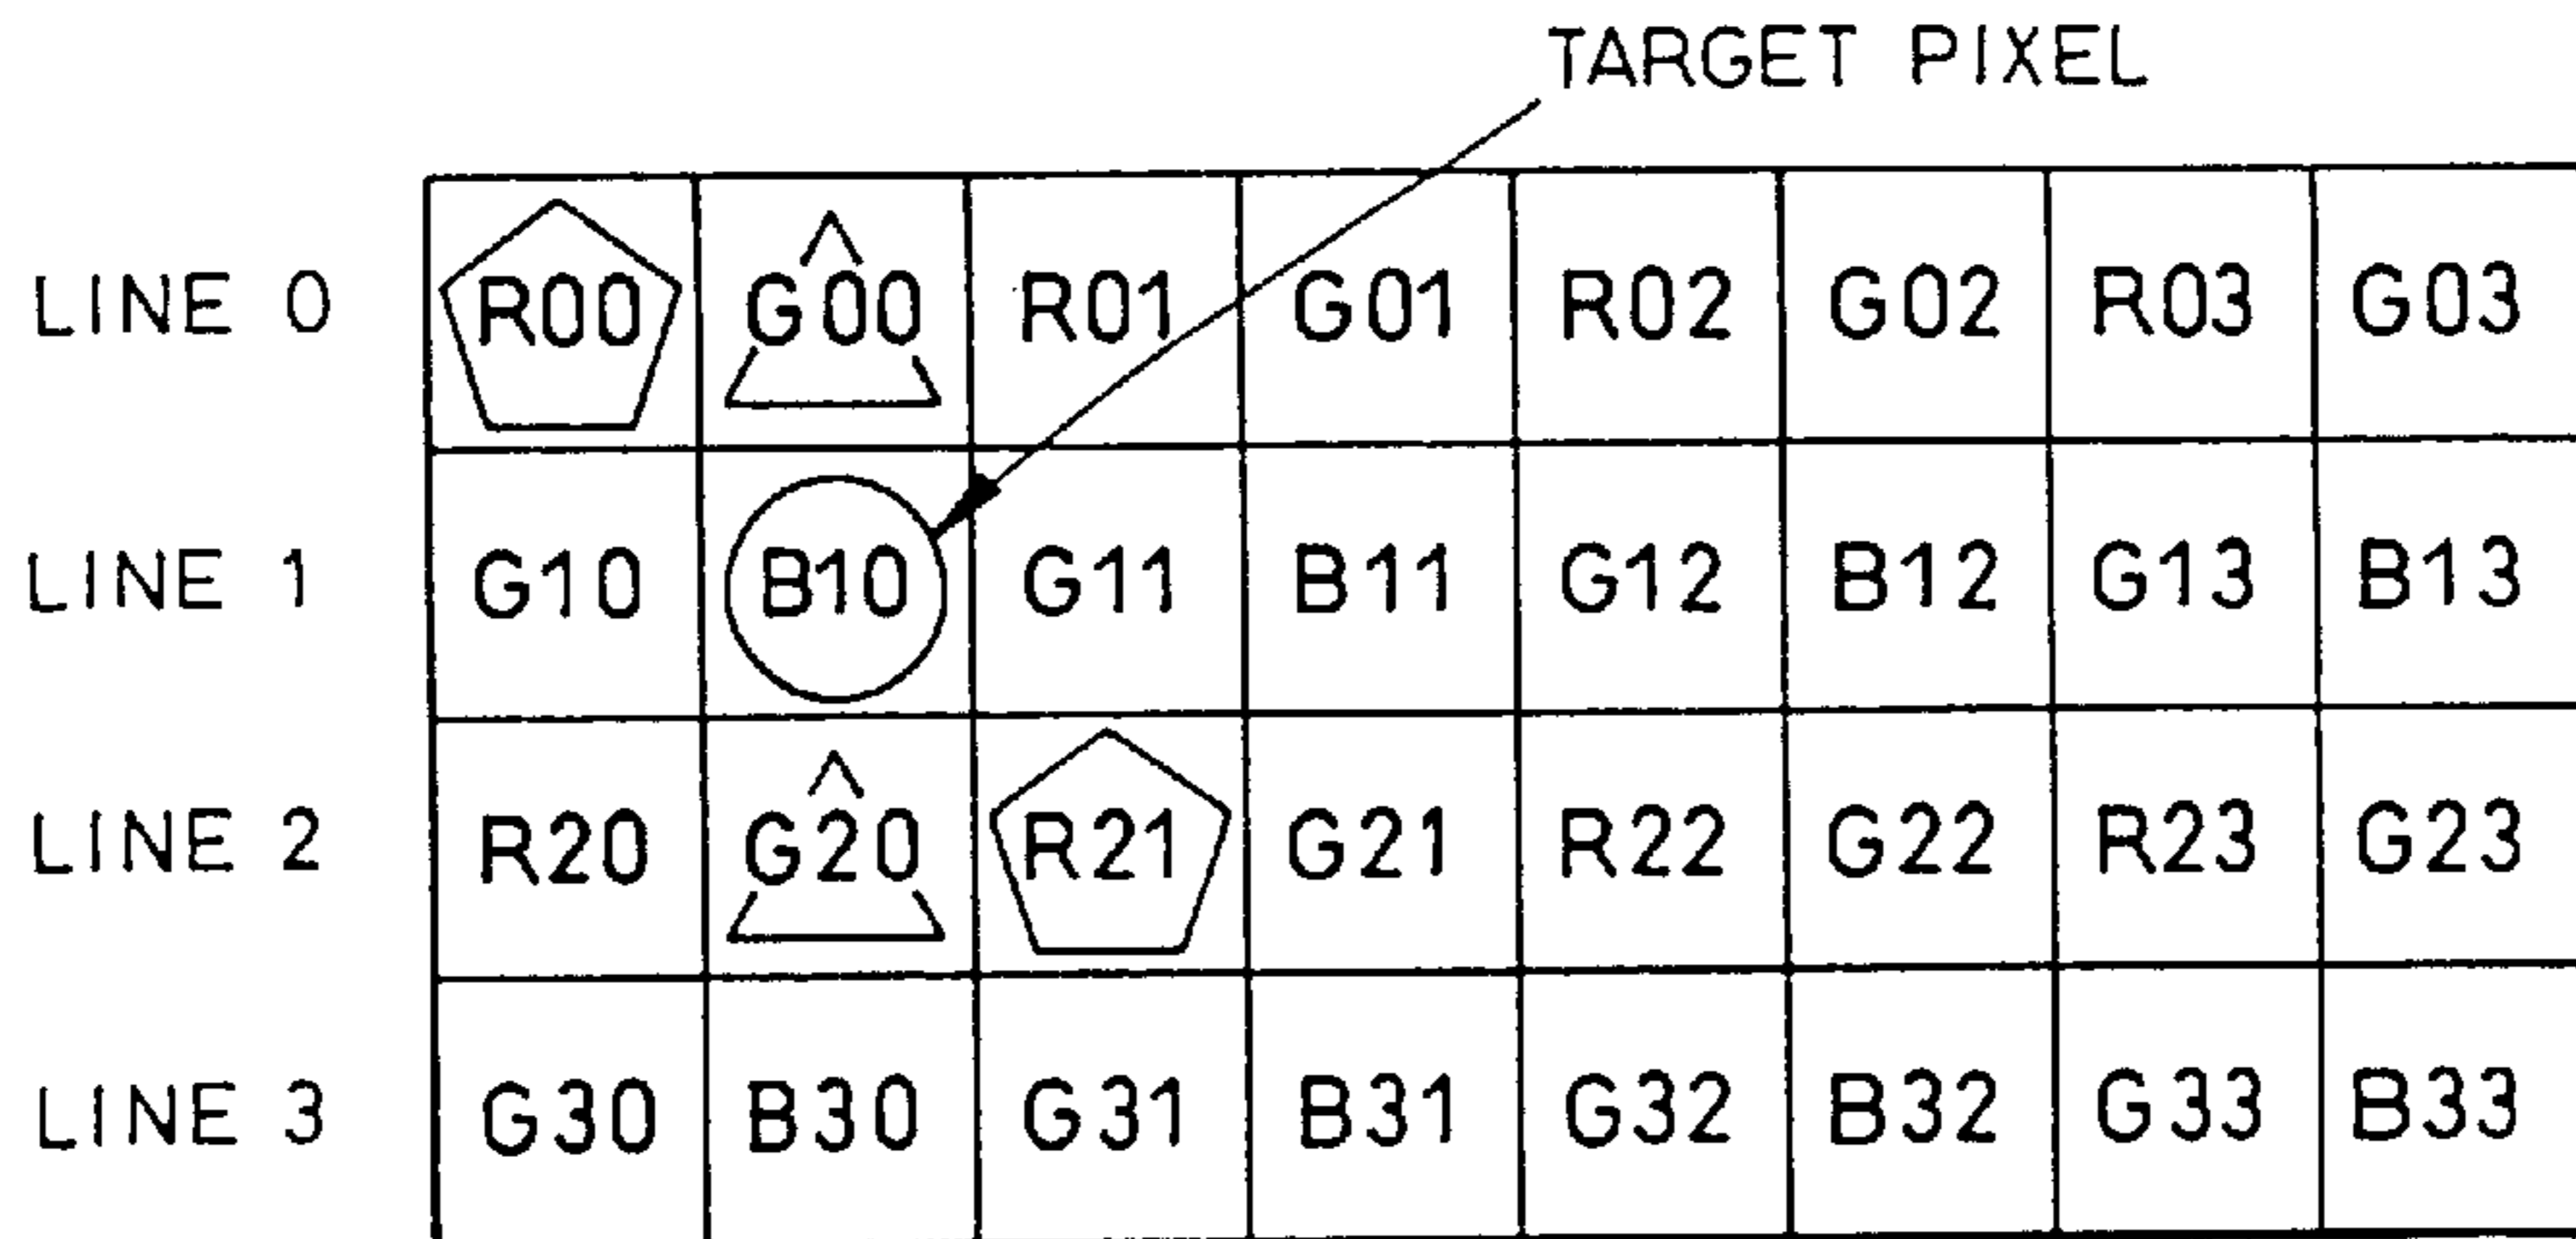 TARGET PIXEL
LINE 0 R00 G00 R01 G01 R02 G02 R03 G03
LINE 1 G10 B10 G11 B11 G12 B12 G13 B13
LINE 2 R20 G20 R21 G21 R22 G22 R23 G23
LINE 3 G30 B30 G31 B31 G32 B32 G33 B33